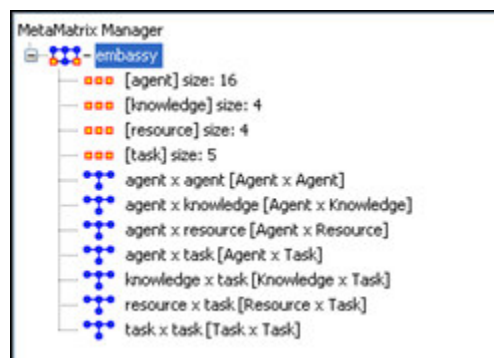 MetaMatrix Manager
embassy
[agent] size: 16
[knowledge] size: 4
[resource] size: 4
[task] size: 5
agent x agent [Agent x Agent]
agent x knowledge [Agent x Knowledge]
agent x resource [Agent x Resource]
agent x task [Agent x Task]
knowledge x task [Knowledge x Task]
resource x task [Resource x Task]
task x task [Task x Task]